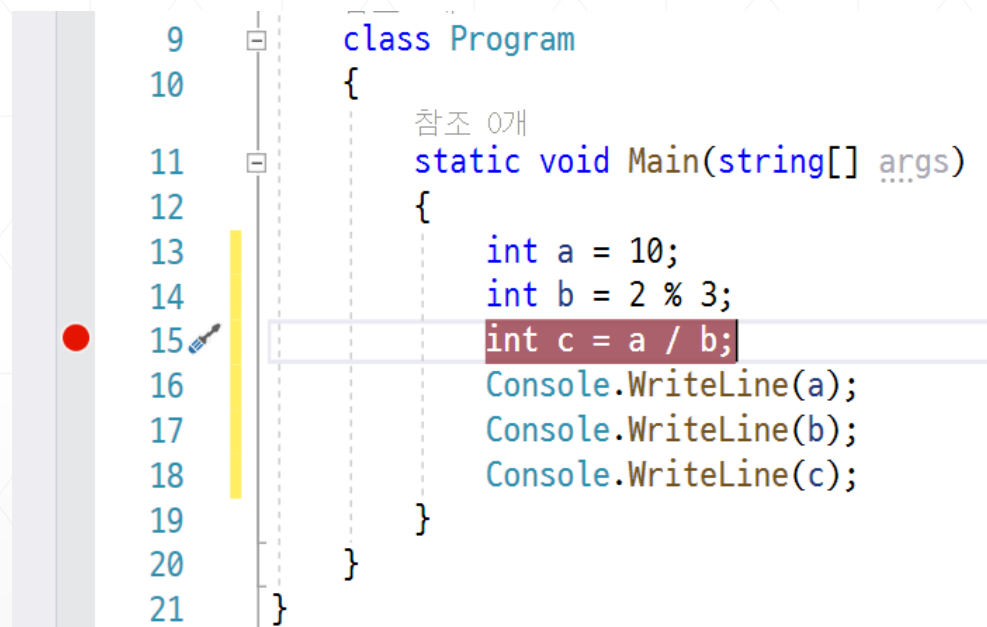 9 class Program
10 {
참조 0개
11 static void Main(string[] args)
12 {
13 int a = 10;
14 int b = 2 % 3;
15 int c = a / b;
16 Console.WriteLine(a);
17 Console.WriteLine(b);
18 Console.WriteLine(c);
19 }
20 }
21 }